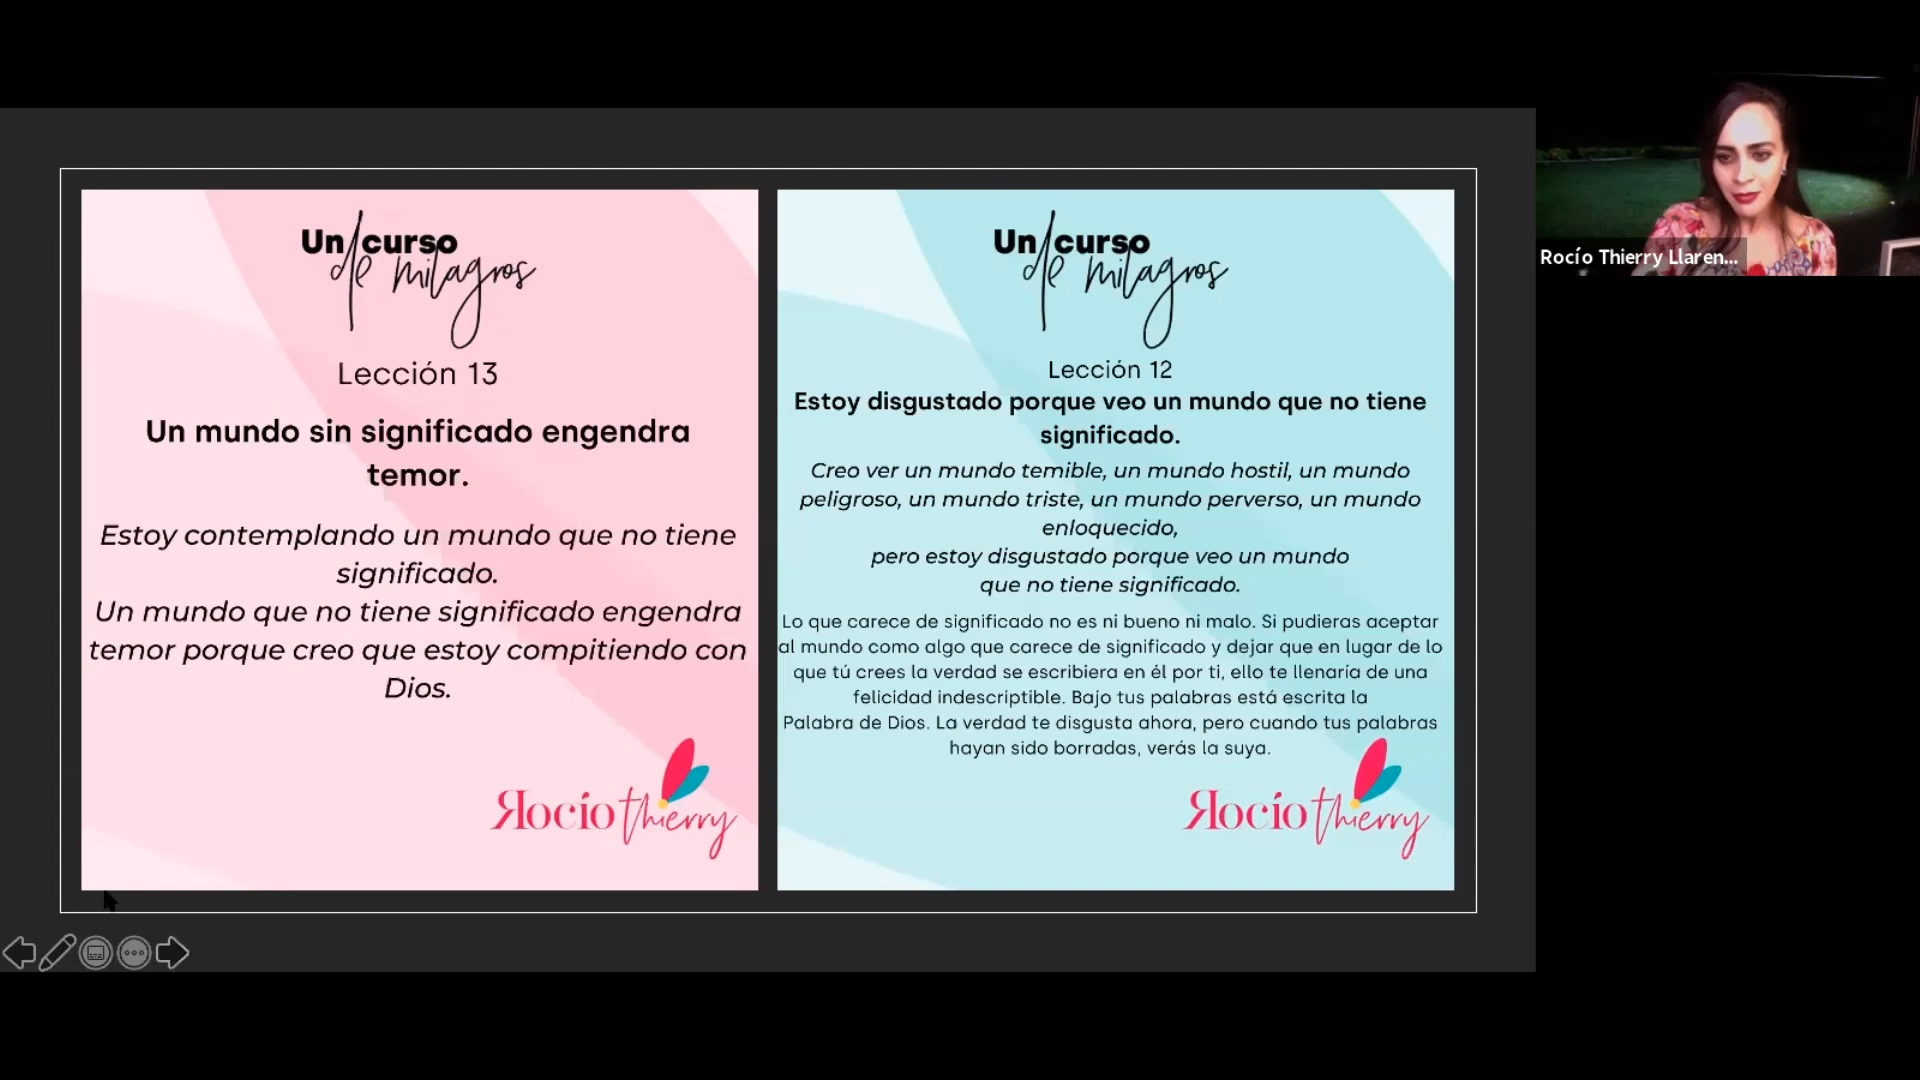 Un curso
de milagros
Lección 13
Un mundo sin significado engendra
temor.
Estoy contemplando un mundo que no tiene
significado.
Un mundo que no tiene significado engendra
temor porque creo que estoy compitiendo con
Dios.
Rocío thierry
Un curso
de milagros
Lección 12
Estoy disgustado porque veo un mundo que no tiene
significado.
Creo ver un mundo temible, un mundo hostil, un mundo
peligroso, un mundo triste, un mundo perverso, un mundo
enloquecido,
pero estoy disgustado porque veo un mundo
que no tiene significado.
Lo que carece de significado no es ni bueno ni malo. Si pudieras aceptar
al mundo como algo que carece de significado y dejar que en lugar de lo
que tú crees la verdad se escribiera en él por ti, ello te llenaría de una
felicidad indescriptible. Bajo tus palabras está escrita la
Palabra de Dios. La verdad te disgusta ahora, pero cuando tus palabras
hayan sido borradas, verás la suya.
Rocío thierry
Rocío Thierry Llaren...